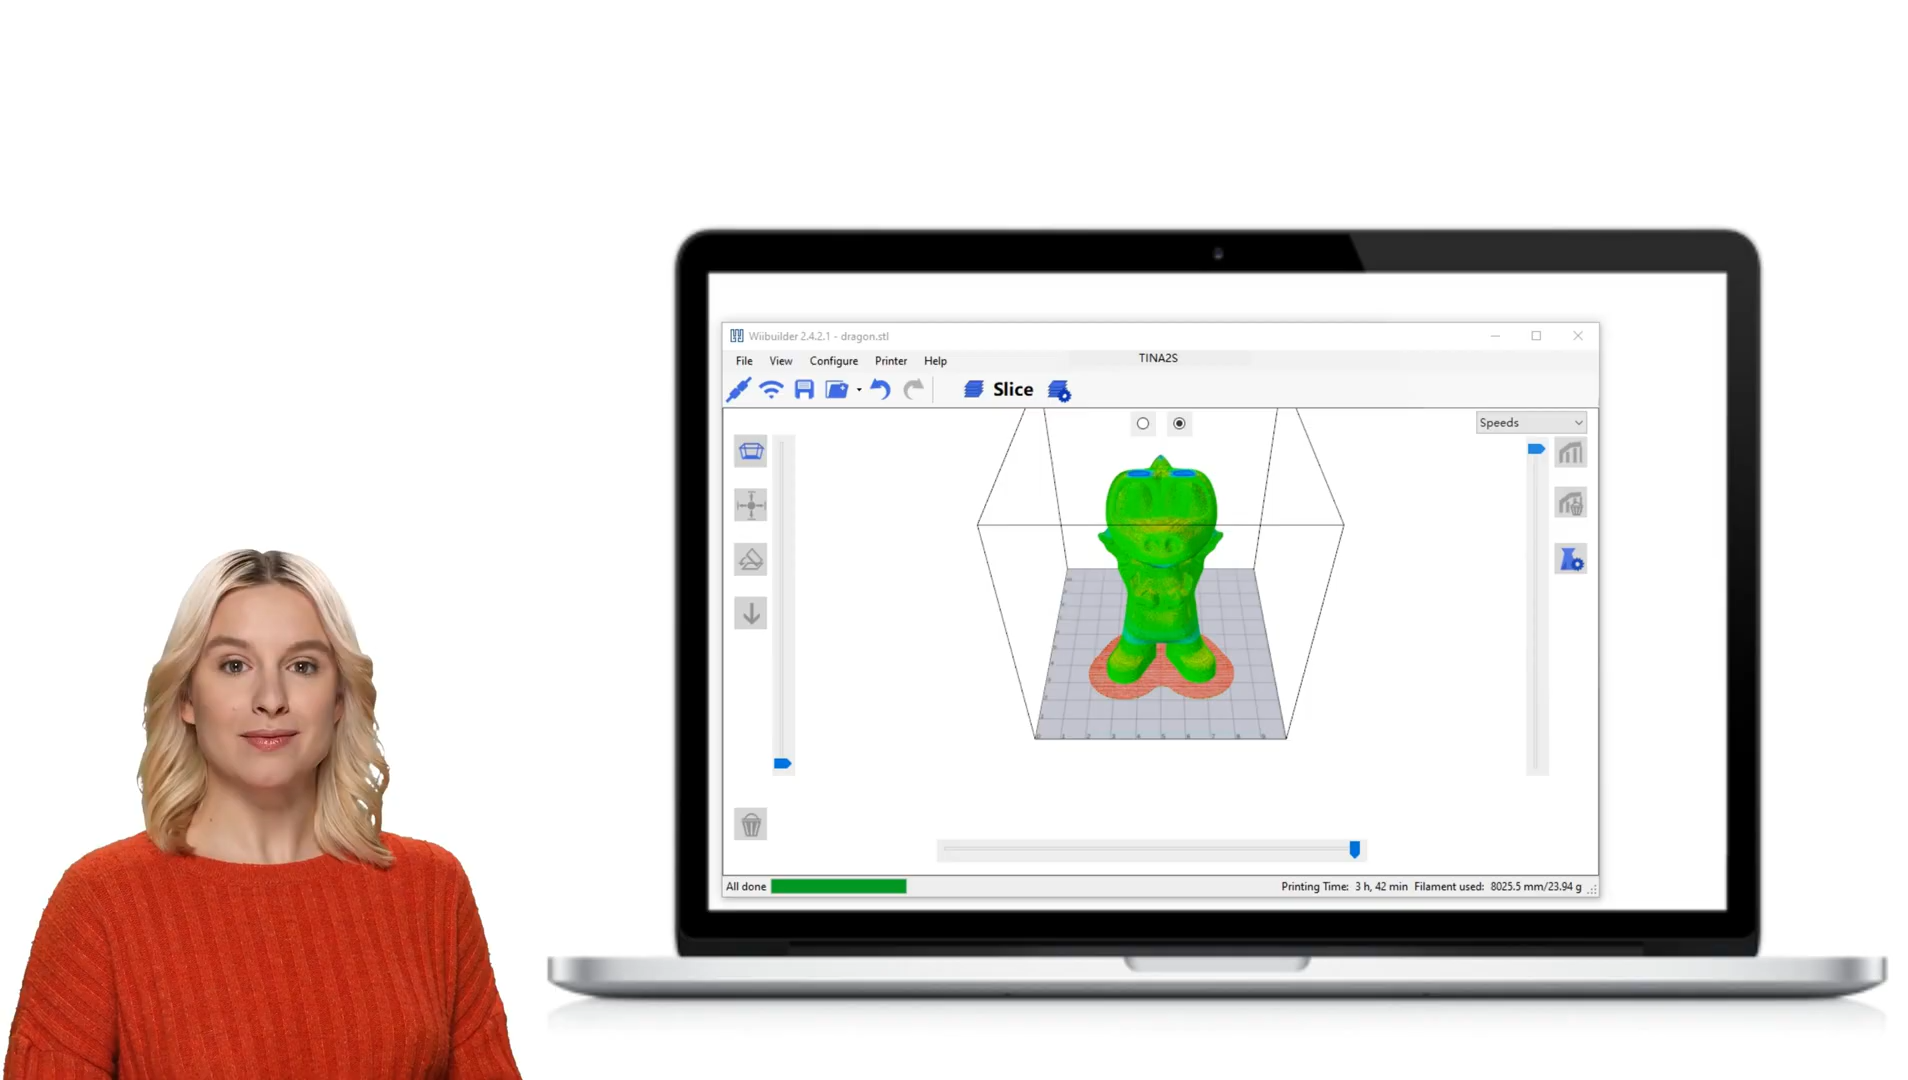 Wiibuilder 2.4.2.1 - dragon.stl
File View Configure Printer Help
TINA2S
Slice
Speeds
All done
Printing Time: 3 h, 42 min Filament used: 8025.5 mm/23.94 g